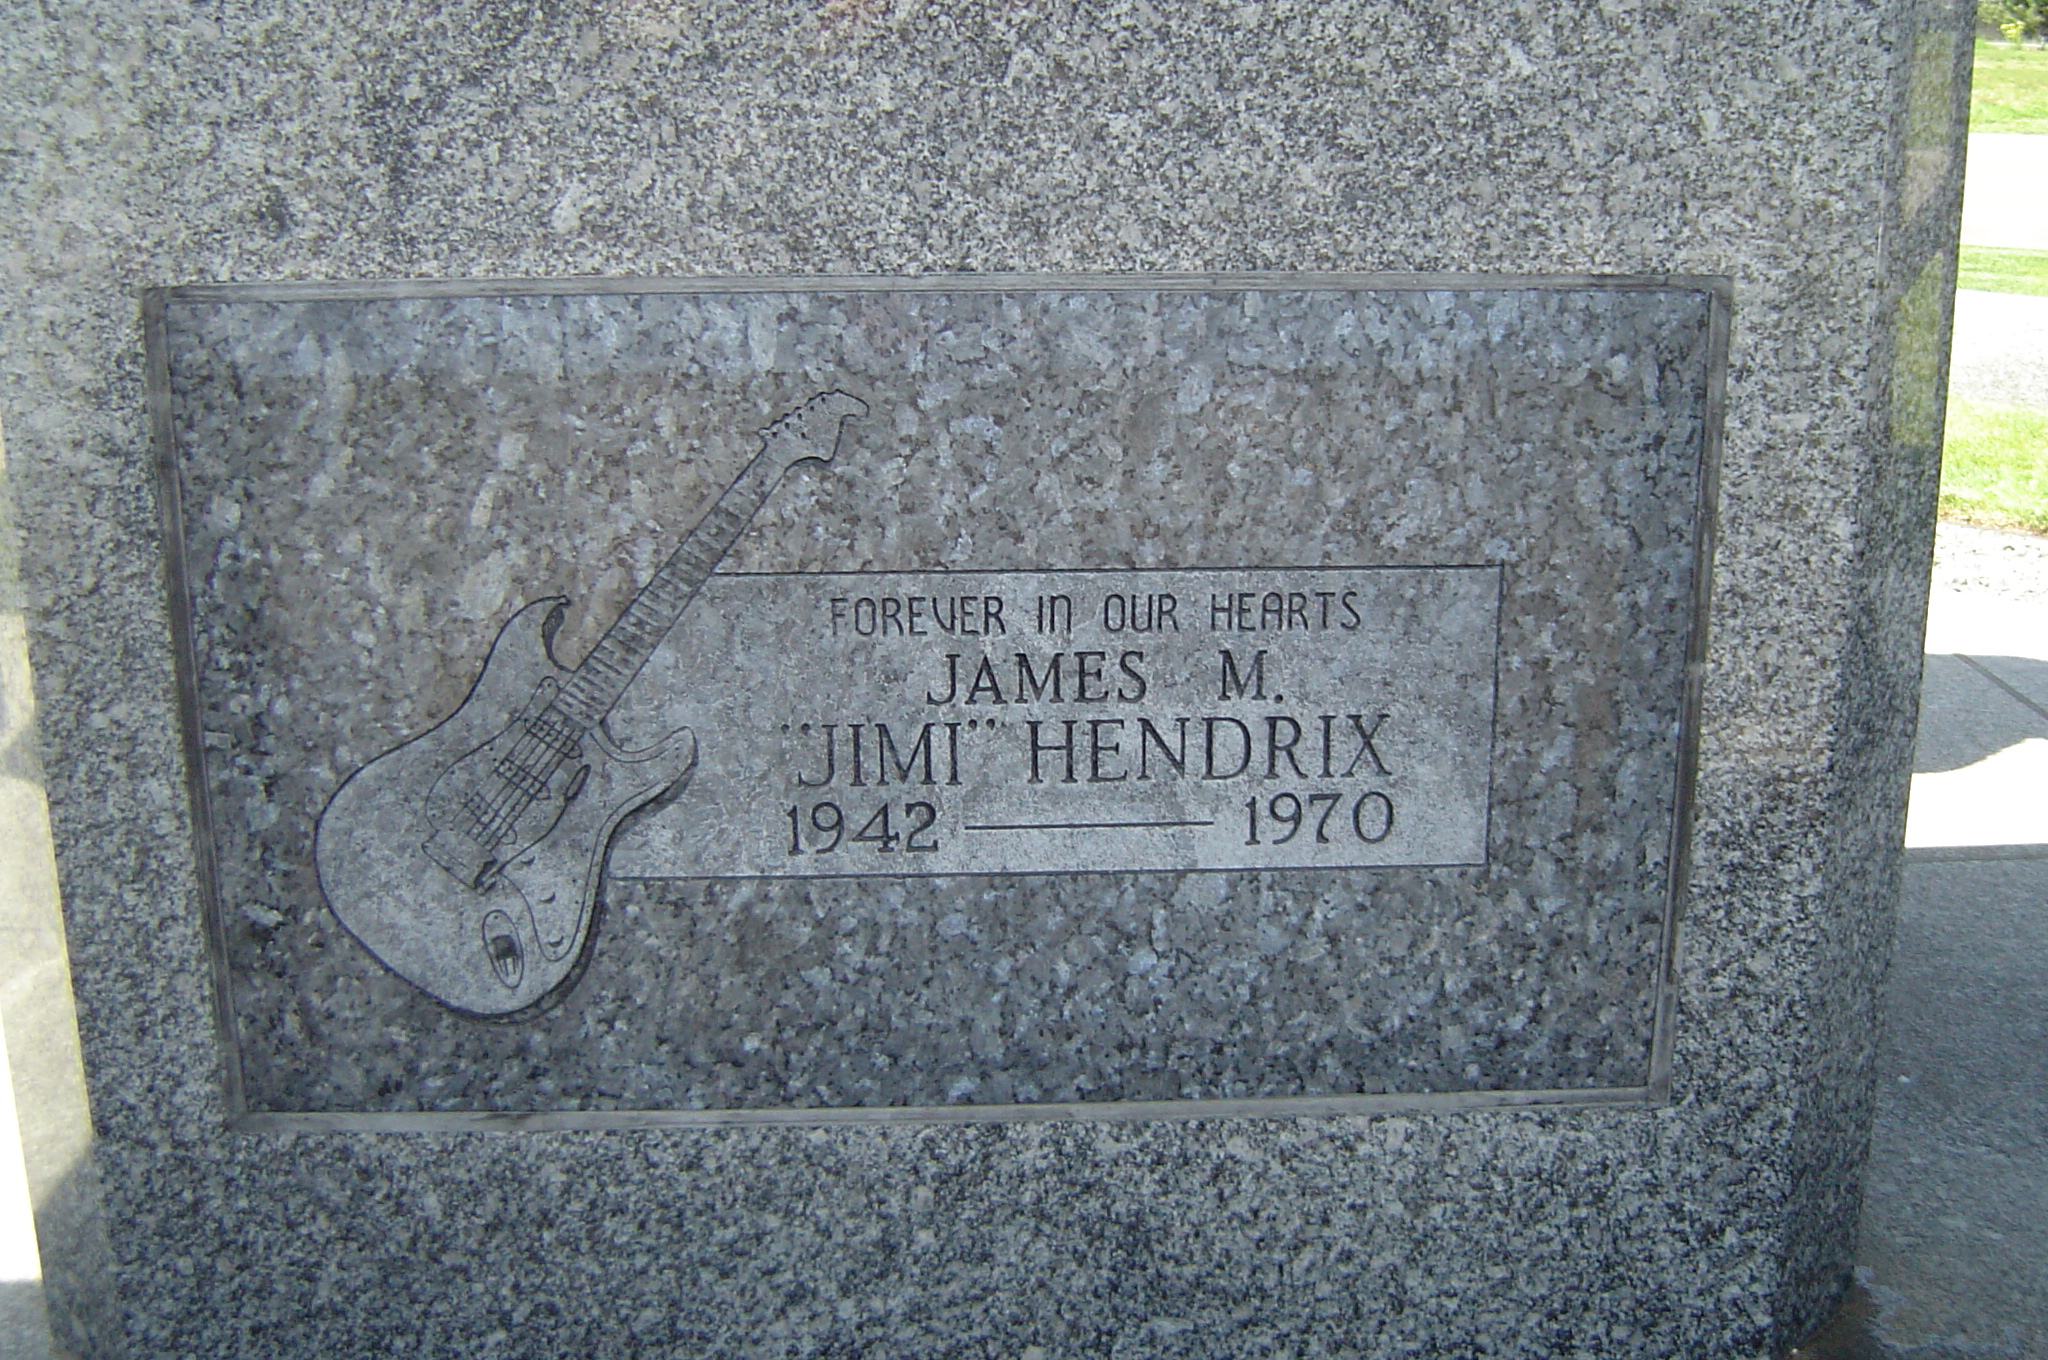 FOREVER IN OUR HEARTS
JAMES M.
"JIMI" HENDRIX
1942 — 1970